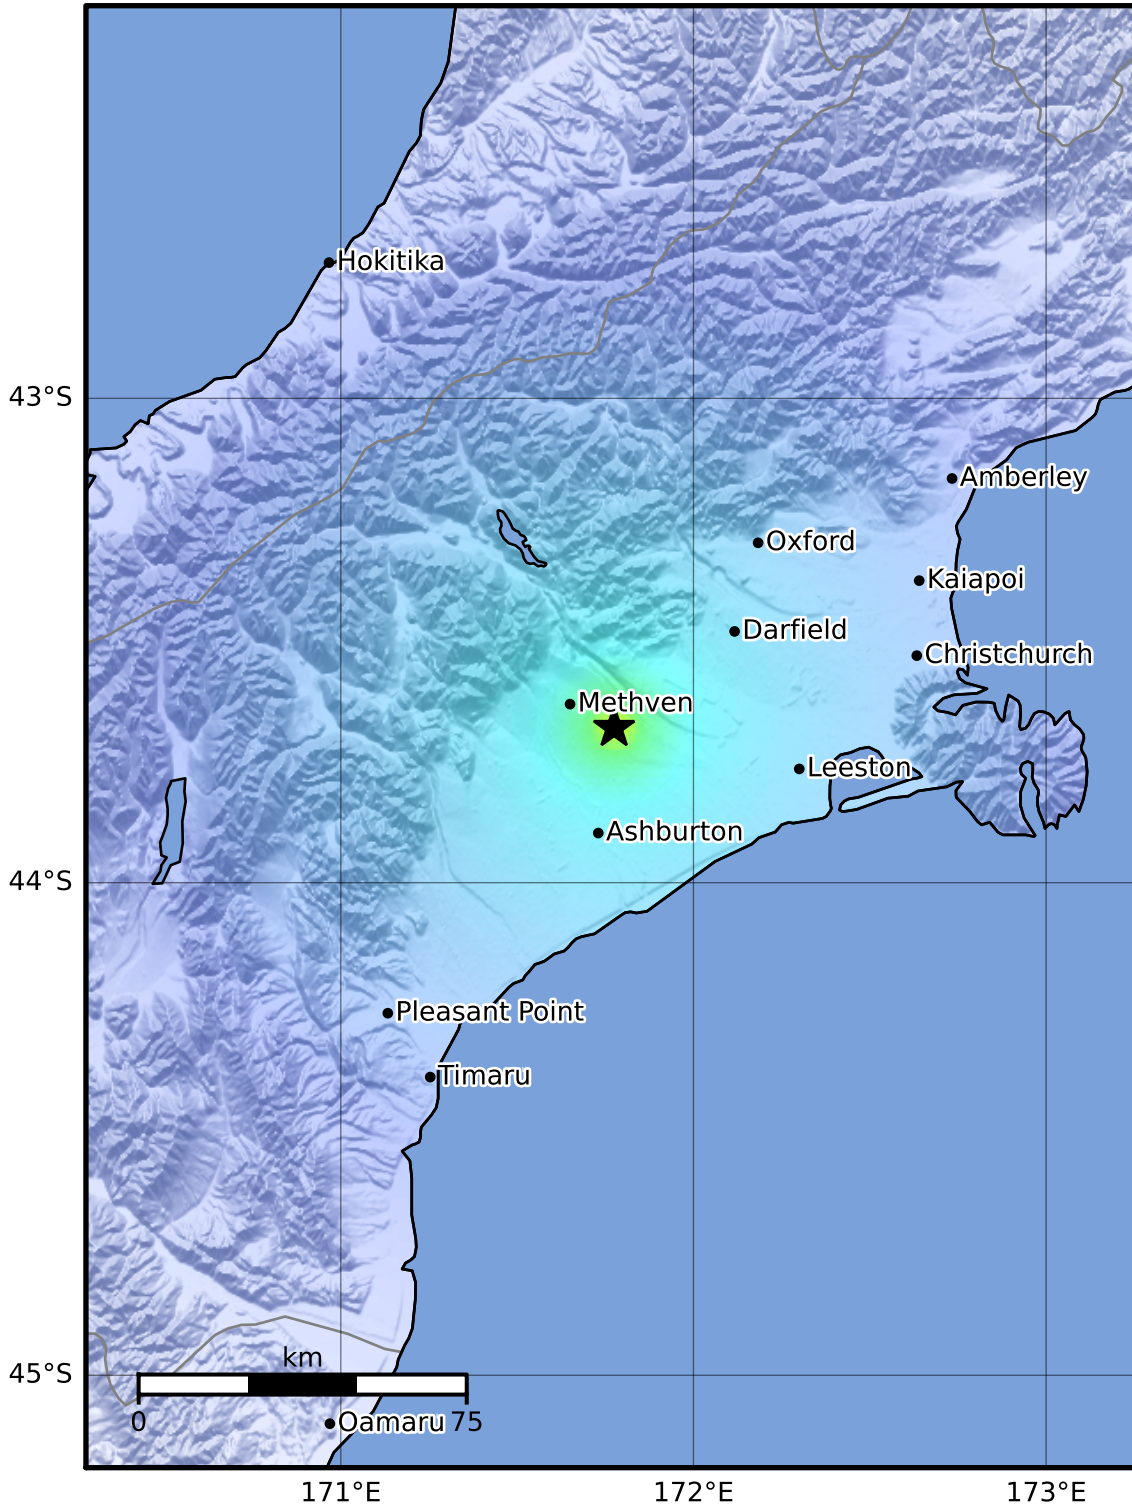 Hokitika
43°S
Amberley
Oxford
Kaiapoi
Darfield
Christchurch
Methven
Leeston
Ashburton
44°S
Pleasant Point
Timaru
km
45°S
0
75
Oamaru
171°E
172°E
173°E